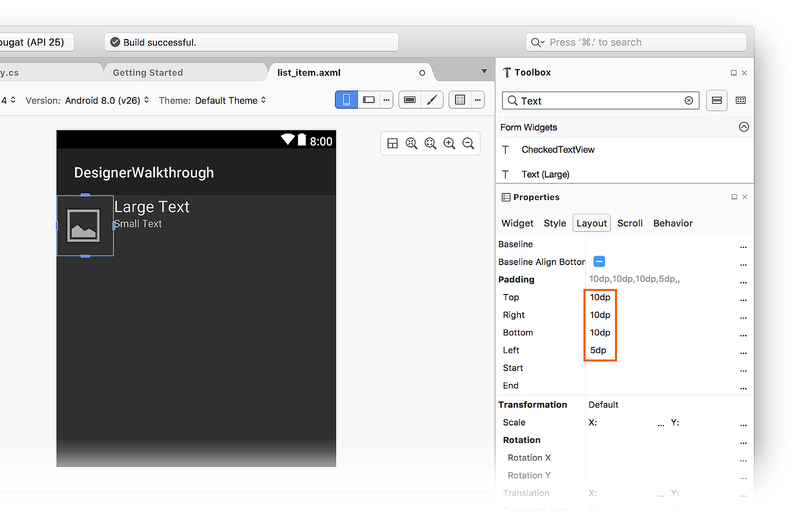 ougat (API 25)
Build successful.
Press ‘⌘.’ to search
y.cs
Getting Started
list_item.axml
4 Version: Android 8.0 (v26) Theme: Default Theme
Toolbox
Text
Form Widgets
CheckedTextView
Text (Large)
8:00
DesignerWalkthrough
Large Text
Small Text
Properties
Widget Style Layout Scroll Behavior
Baseline ...
Baseline Align Bottom ...
Padding 10dp,10dp,10dp,5dp,, ...
Top 10dp ...
Right 10dp ...
Bottom 10dp ...
Left 5dp ...
Start ...
End ...
Transformation Default
Scale X: ... Y: ...
Rotation ...
Rotation X ...
Rotation Y ...
Translation X: ... Y: ...